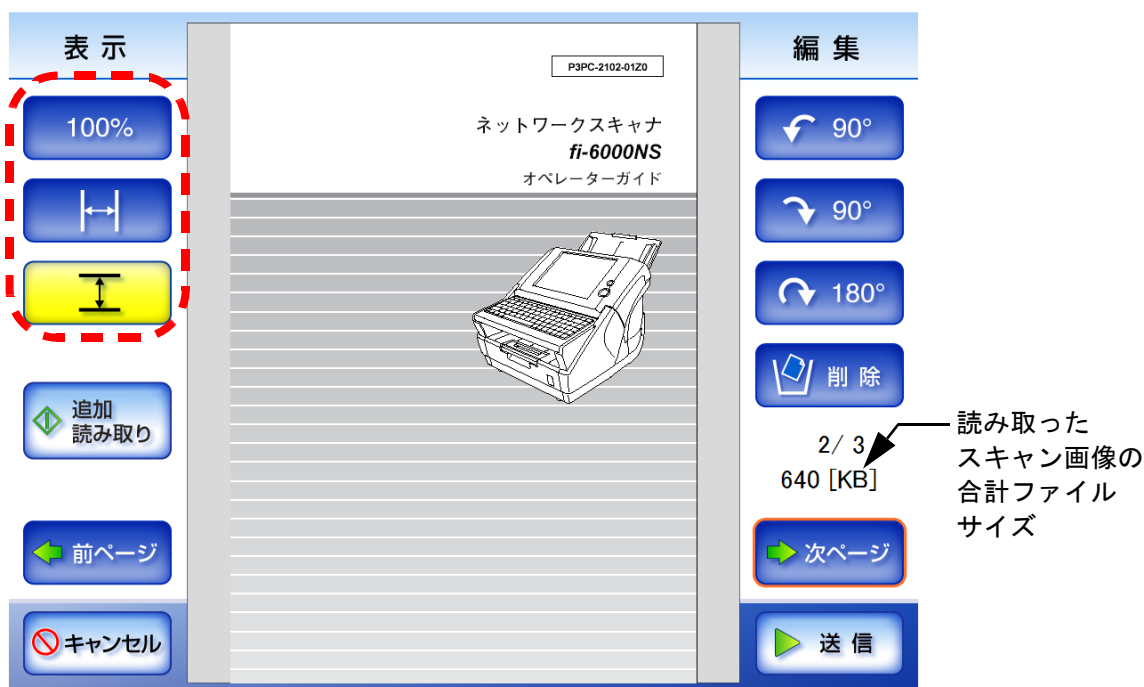 表 示
100%
追加
読み取り
前ページ
キャンセル
P3PC-2102-01Z0
ネットワークスキャナ
fi-6000NS
オペレーターガイド
編 集
90°
90°
180°
削 除
2/ 3
640 [KB]
次ページ
送 信
読み取った
スキャン画像の
合計ファイル
サイズ